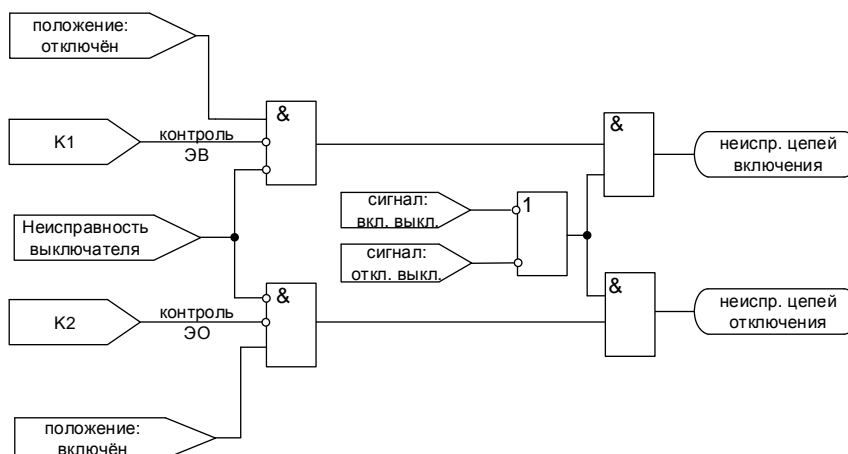 положение:
отключён
&
K1
контроль
ЭВ
&
неиспр. цепей
включения
сигнал:
вкл. выкл.
1
Неисправность
выключателя
сигнал:
откл. выкл.
&
&
неиспр. цепей
отключения
K2
контроль
ЭО
положение:
включён